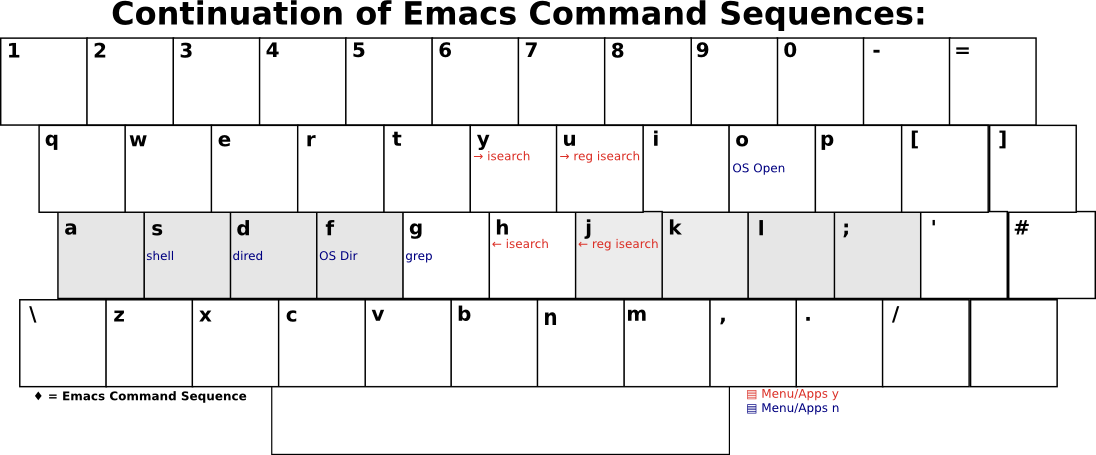 Continuation of Emacs Command Sequences:
1 2 3 4 5 6 7 8 9 0 - =
q w e r t y u i o p [ ]
→ isearch → reg isearch OS Open
a s d f g h j k l ; ' #
← isearch ← reg isearch
shell dired OS Dir grep
\ z x c v b n m , . /
♦ = Emacs Command Sequence
▤ Menu/Apps y
▤ Menu/Apps n